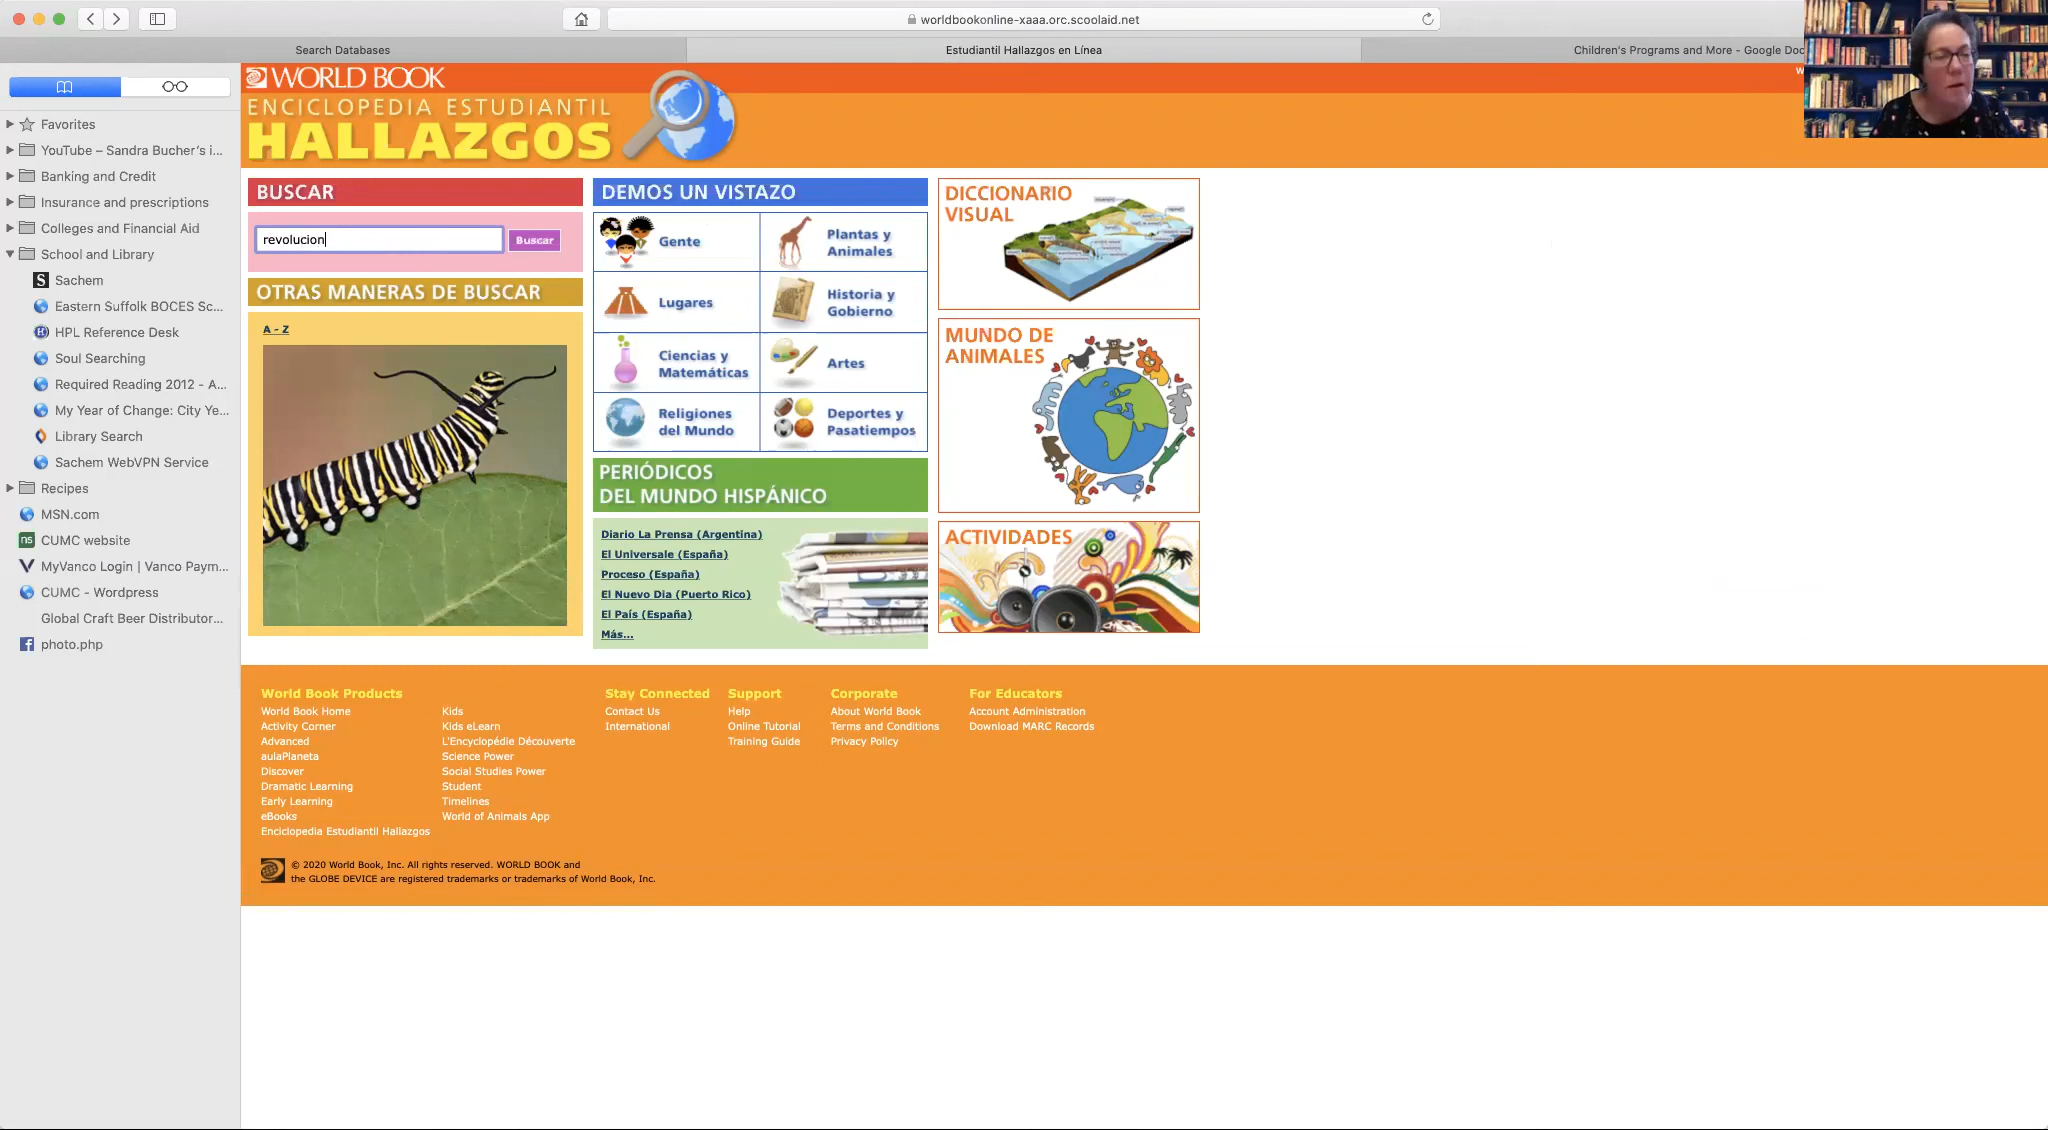 worldbookonline-xaaa.orc.scoolaid.net
Search Databases
Estudiantil Hallazgos en Línea
Children's Programs and More - Google Doc
Favorites
YouTube – Sandra Bucher's i...
Banking and Credit
Insurance and prescriptions
Colleges and Financial Aid
School and Library
S Sachem
Eastern Suffolk BOCES Sc...
HPL Reference Desk
Soul Searching
Required Reading 2012 - A...
My Year of Change: City Ye...
Library Search
Sachem WebVPN Service
Recipes
MSN.com
ns CUMC website
MyVanco Login | Vanco Paym...
CUMC - Wordpress
Global Craft Beer Distributor...
photo.php
WORLD BOOK
W
ENCICLOPEDIA ESTUDIANTIL
HALLAZGOS
BUSCAR
revolucion
Buscar
OTRAS MANERAS DE BUSCAR
A - Z
DEMOS UN VISTAZO
Gente
Plantas y
Animales
Lugares
Historia y
Gobierno
Ciencias y
Matemáticas
Artes
Religiones
del Mundo
Deportes y
Pasatiempos
PERIÓDICOS
DEL MUNDO HISPÁNICO
Diario La Prensa (Argentina)
El Universale (España)
Proceso (España)
El Nuevo Dia (Puerto Rico)
El País (España)
Más...
DICCIONARIO
VISUAL
MUNDO DE
ANIMALES
ACTIVIDADES
World Book Products
World Book Home
Activity Corner
Advanced
aulaPlaneta
Discover
Dramatic Learning
Early Learning
eBooks
Enciclopedia Estudiantil Hallazgos
Kids
Kids eLearn
L'Encyclopédie Découverte
Science Power
Social Studies Power
Student
Timelines
World of Animals App
Stay Connected
Contact Us
International
Support
Help
Online Tutorial
Training Guide
Corporate
About World Book
Terms and Conditions
Privacy Policy
For Educators
Account Administration
Download MARC Records
© 2020 World Book, Inc. All rights reserved. WORLD BOOK and
the GLOBE DEVICE are registered trademarks or trademarks of World Book, Inc.